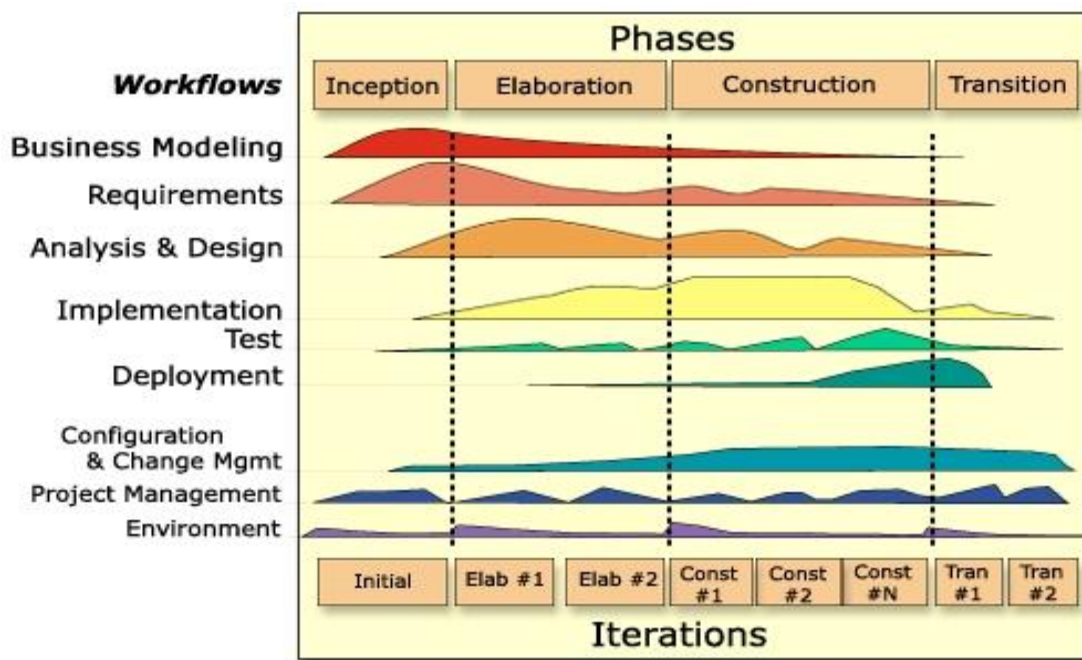 Phases
Workflows
Inception
Elaboration
Construction
Transition
Business Modeling
Requirements
Analysis & Design
Implementation
Test
Deployment
Configuration
& Change Mgmt
Project Management
Environment
Initial
Elab #1
Elab #2
Const
#1
Const
#2
Const
#N
Tran
#1
Tran
#2
Iterations